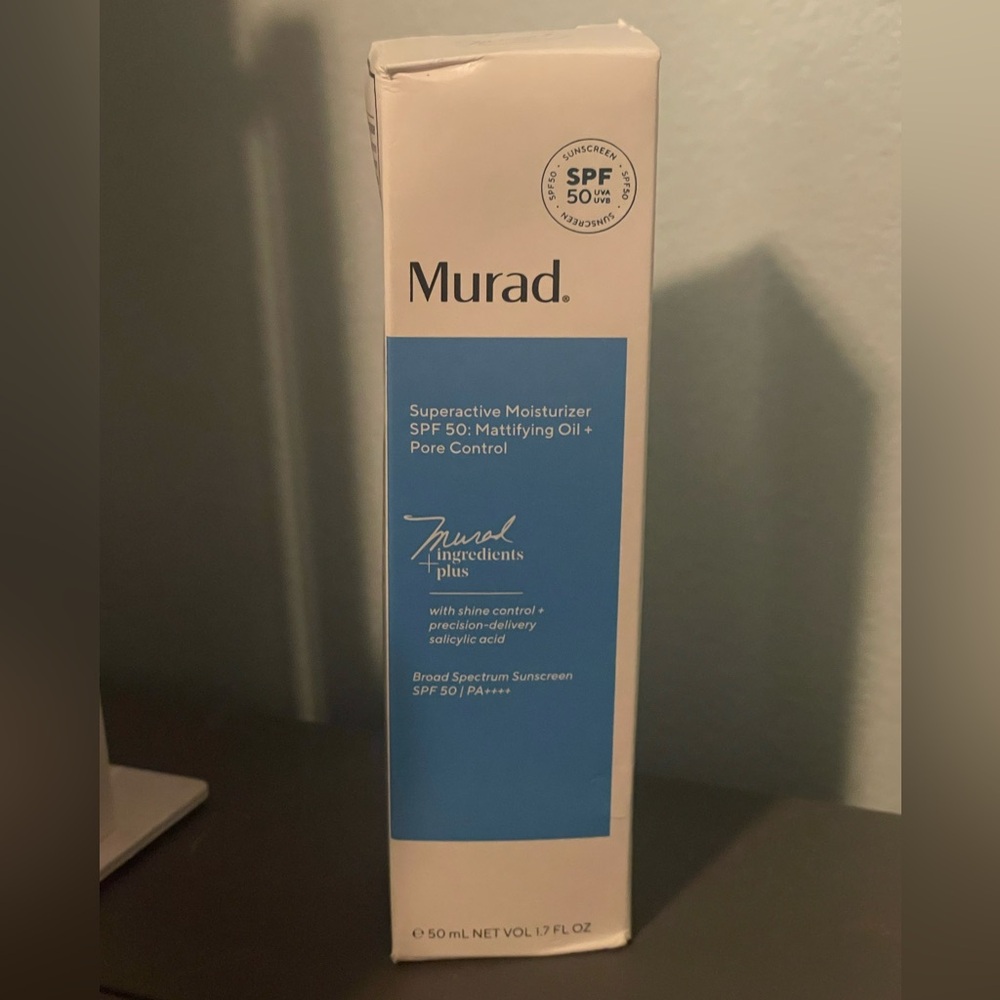 SUNSCREEN
SPF50
SPF
50 UVA UVB
SPF50
SUNSCREEN
Murad®
Superactive Moisturizer
SPF 50: Mattifying Oil +
Pore Control
Murad
+ingredients
plus
with shine control +
precision-delivery
salicylic acid
Broad Spectrum Sunscreen
SPF 50 | PA++++
℮ 50 mL NET VOL 1.7 FL OZ